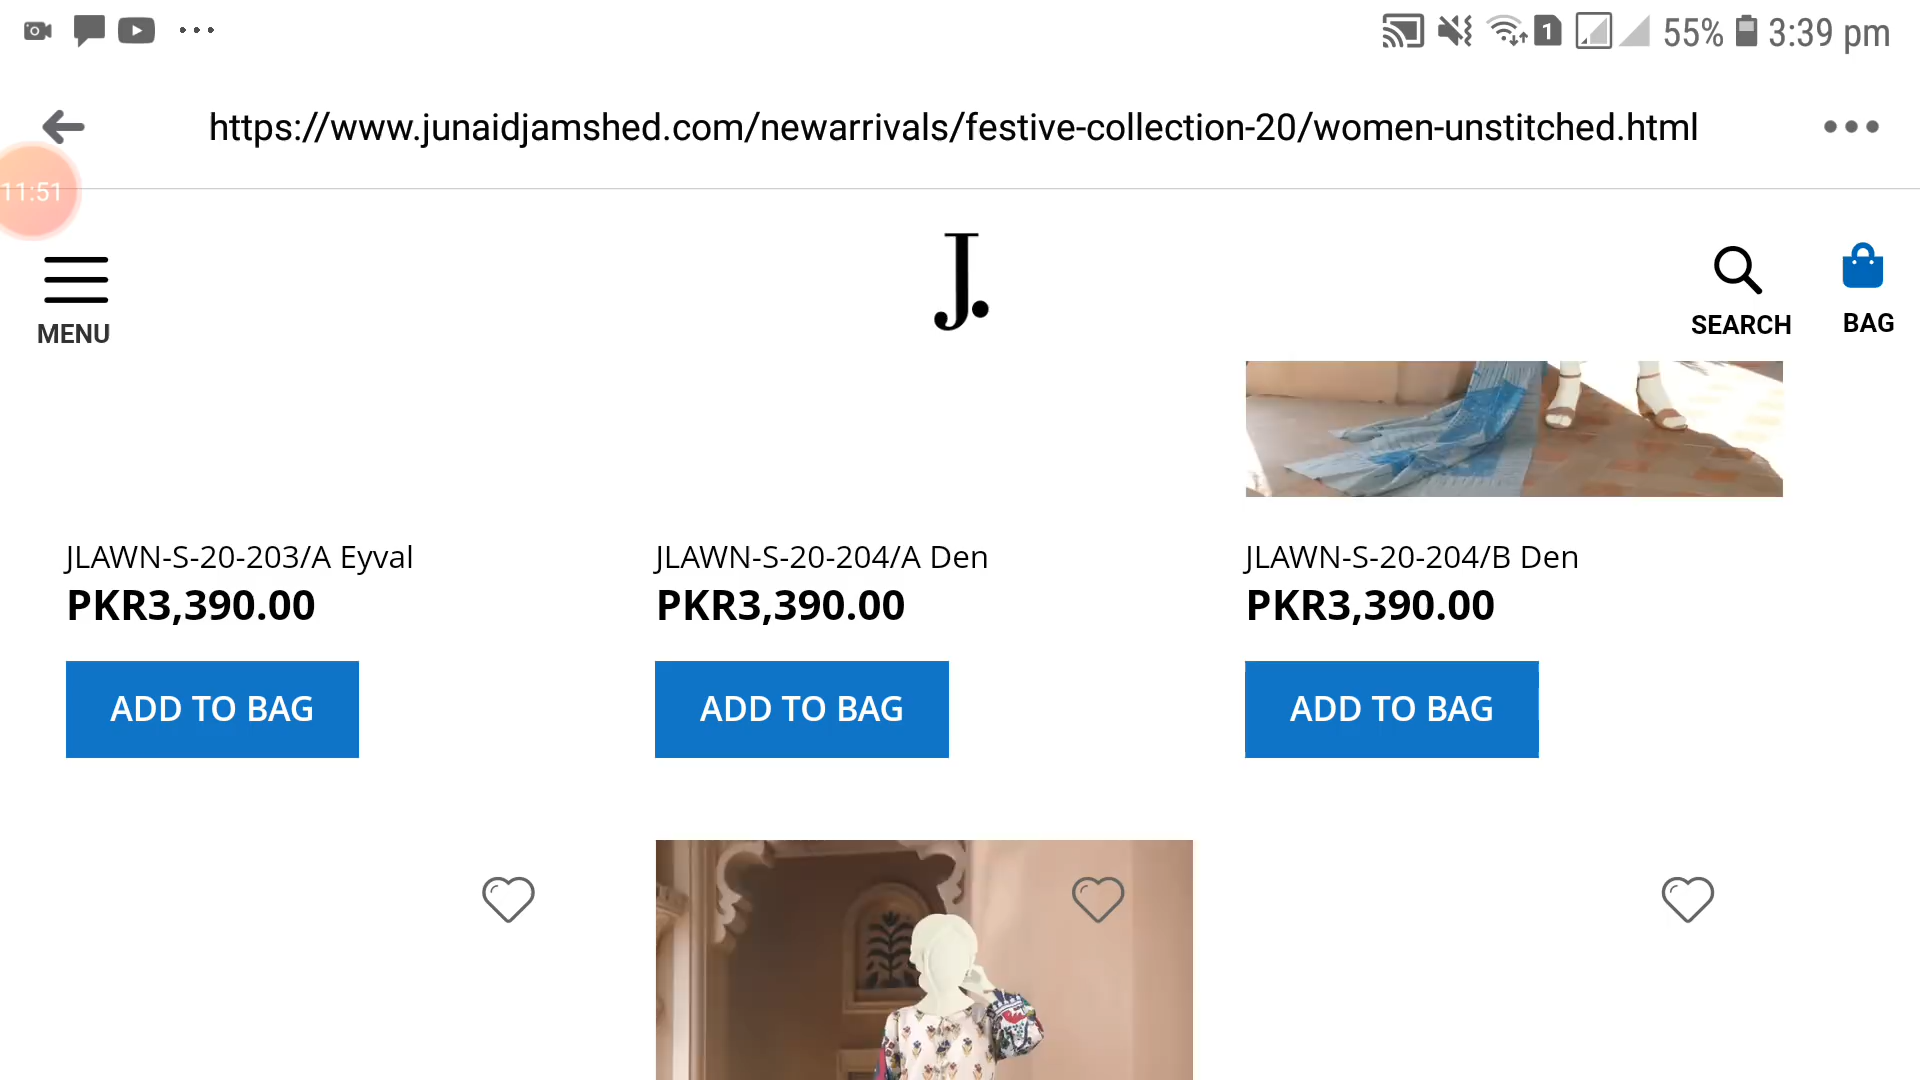 1 55% 3:39 pm
https://www.junaidjamshed.com/newarrivals/festive-collection-20/women-unstitched.html
11:51
J.
MENU
SEARCH
BAG
JLAWN-S-20-203/A Eyval
PKR3,390.00
ADD TO BAG
JLAWN-S-20-204/A Den
PKR3,390.00
ADD TO BAG
JLAWN-S-20-204/B Den
PKR3,390.00
ADD TO BAG